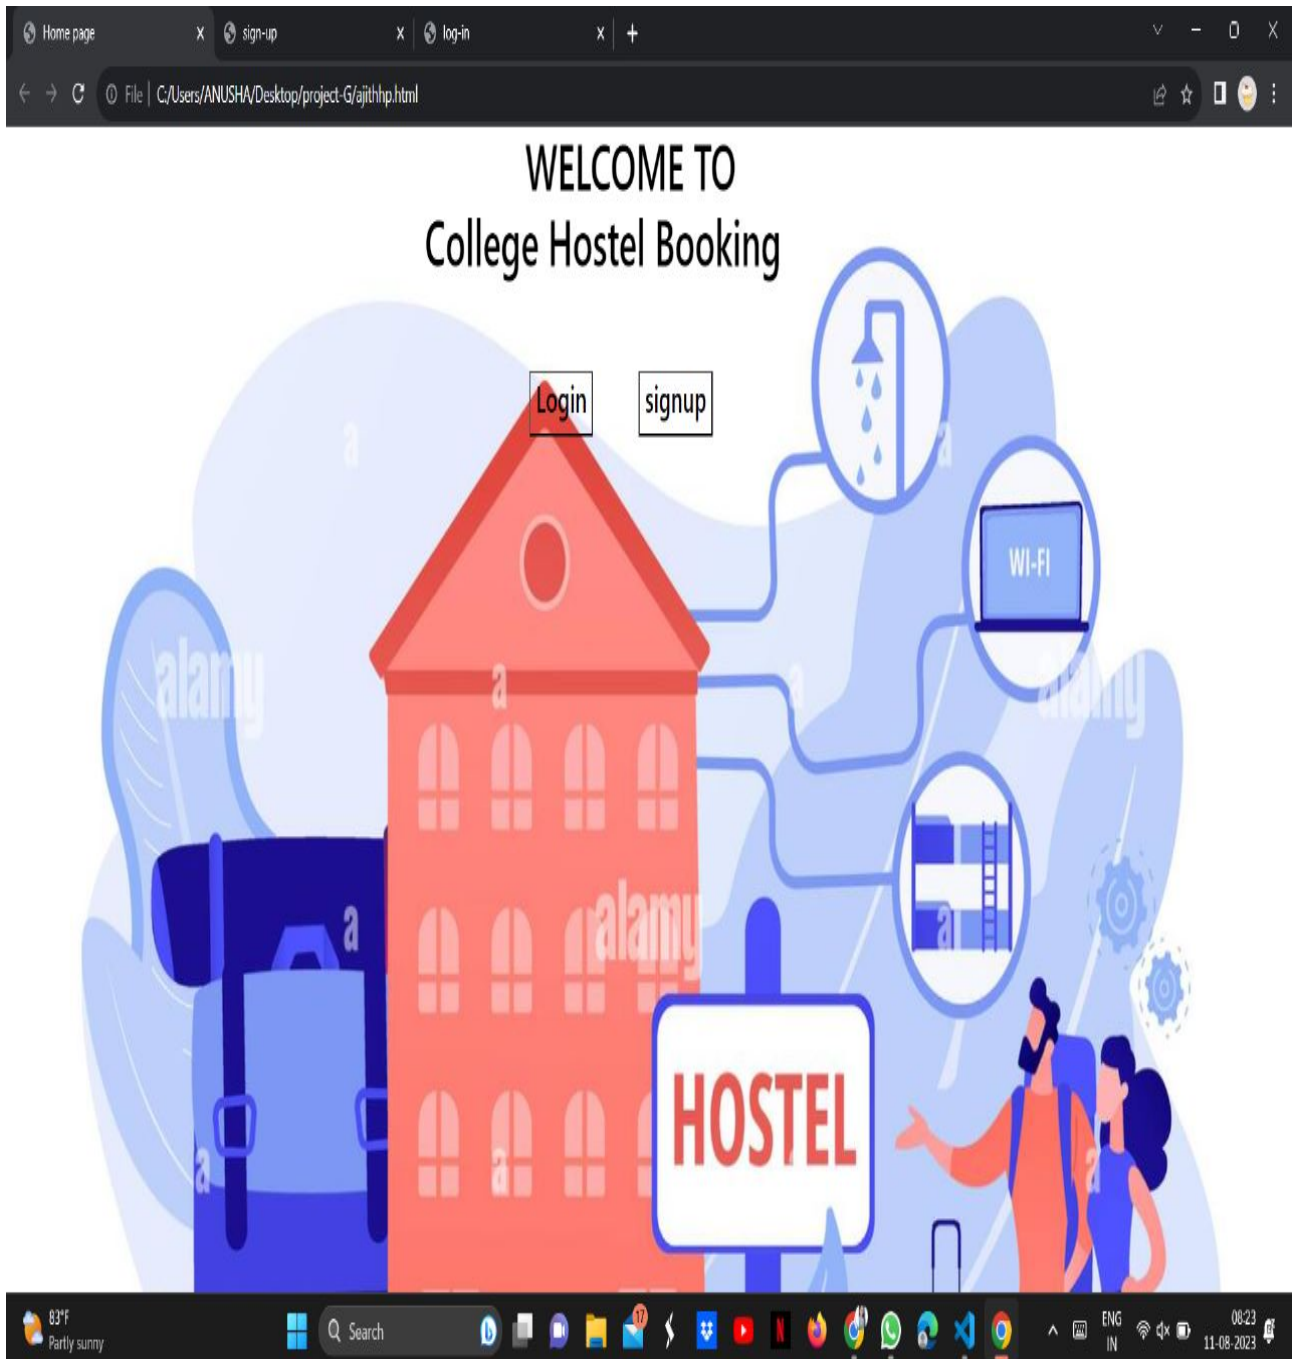 Home page
sign-up
log-in
File | C:/Users/ANUSHA/Desktop/project-G/ajithhp.html
WELCOME TO
College Hostel Booking
Login
signup
WI-FI
HOSTEL
a
a
alamy
a
a
alamy
a
alamy
a
a
a
a
83°F
Partly sunny
Search
17
ENG
IN
08:23
11-08-2023